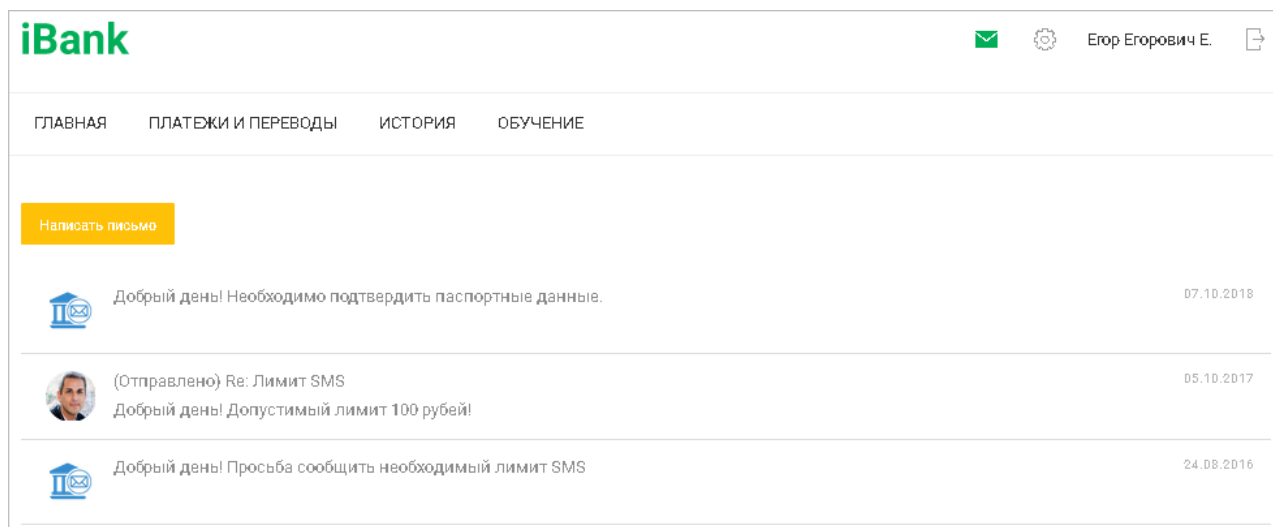 iBank
Егор Егорович Е.
ГЛАВНАЯ ПЛАТЕЖИ И ПЕРЕВОДЫ ИСТОРИЯ ОБУЧЕНИЕ
Написать письмо
Добрый день! Необходимо подтвердить паспортные данные. 07.10.2018
(Отправлено) Re: Лимит SMS 05.10.2017
Добрый день! Допустимый лимит 100 рублей!
Добрый день! Просьба сообщить необходимый лимит SMS 24.08.2016